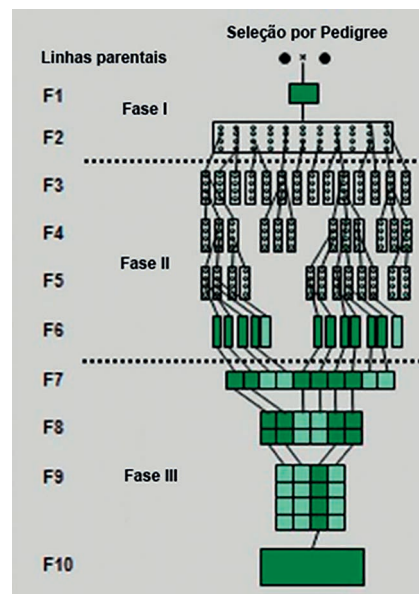 Seleção por Pedigree
Linhas parentais
F1
Fase I
F2
F3
F4
Fase II
F5
F6
F7
F8
F9
Fase III
F10